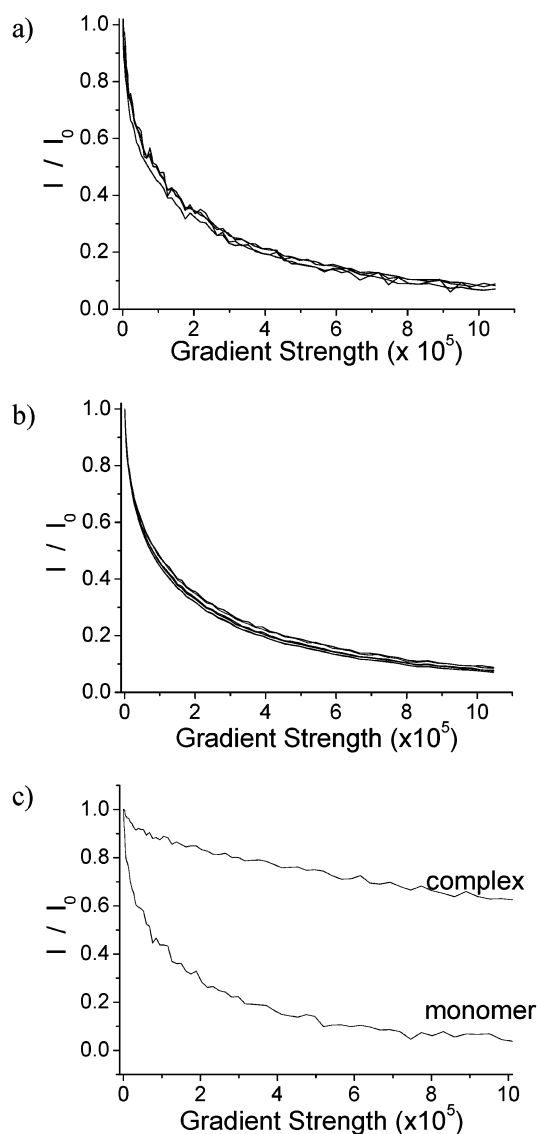 a)
1.0
0.8
0.6
0.4
0.2
0.0
I / I0
0 2 4 6 8 10
Gradient Strength (x 10^5)
b)
1.0
0.8
0.6
0.4
0.2
0.0
I / I0
0 2 4 6 8 10
Gradient Strength (x10^5)
c)
1.0
0.8
0.6
0.4
0.2
0.0
I / I0
complex
monomer
0 2 4 6 8 10
Gradient Strength (x10^5)